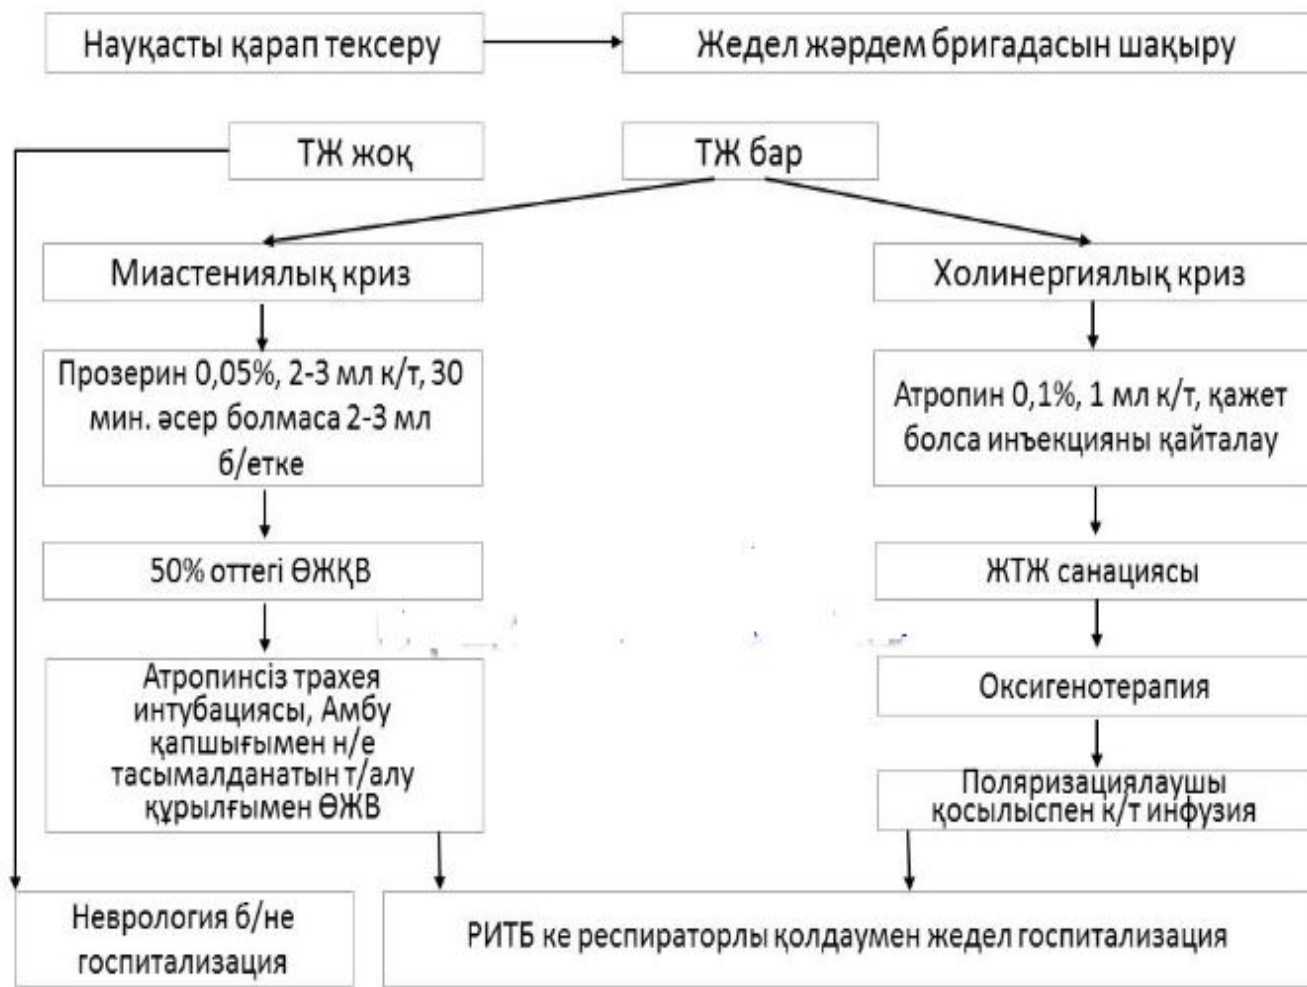 Науқасты қарап тексеру
Жедел жәрдем бригадасын шақыру
ТЖ жоқ
ТЖ бар
Миастениялық криз
Холинергиялық криз
Прозерин 0,05%, 2-3 мл к/т, 30
мин. әсер болмаса 2-3 мл
б/етке
Атропин 0,1%, 1 мл к/т, қажет
болса инъекцияны қайталау
50% оттегі ӨЖҚВ
ЖТЖ санациясы
Атропинсіз трахея
интубациясы, Амбу
қапшығымен н/е
тасымалданатын т/алу
құрылғымен ӨЖВ
Оксигенотерапия
Поляризациялаушы
қосылыспен к/т инфузия
Неврология б/не
госпитализация
РИТБ ке респираторлы қолдаумен жедел госпитализация